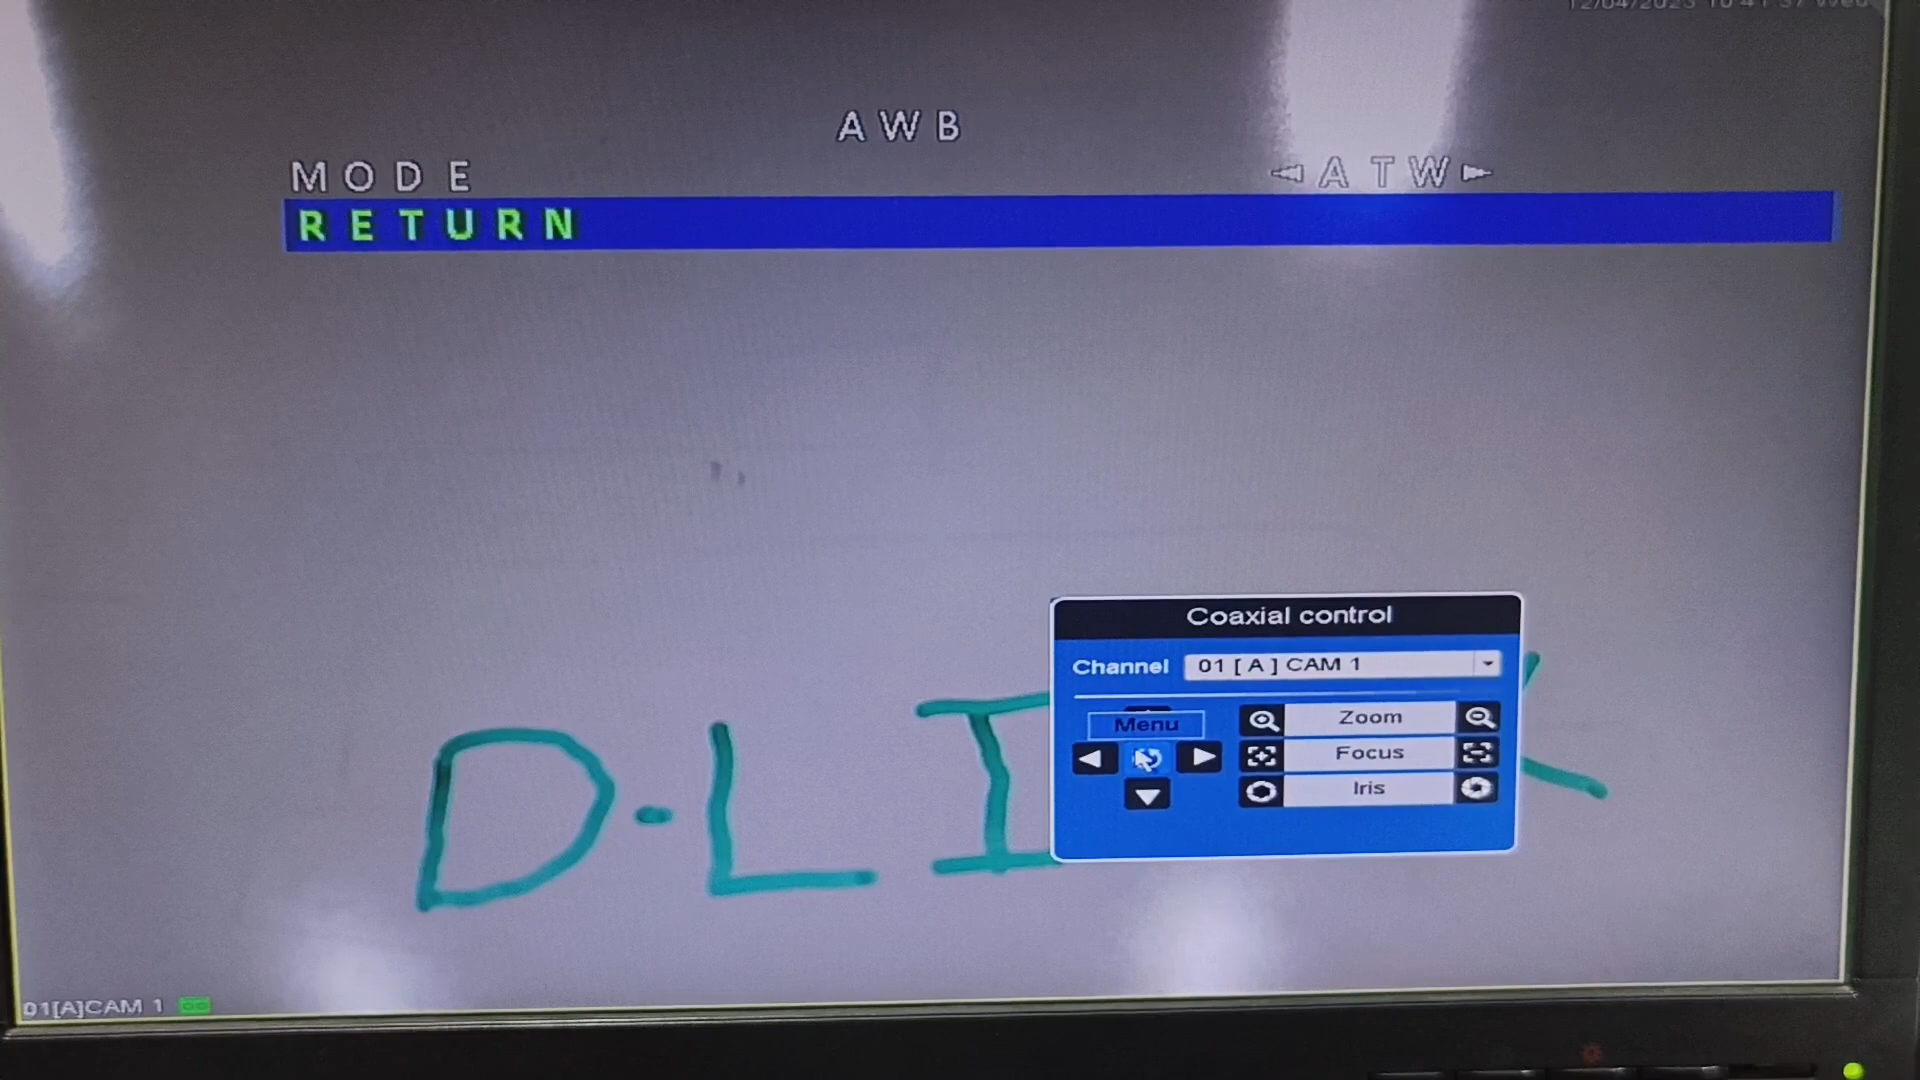 AWB
MODE ◄ATW►
RETURN
Coaxial control
Channel 01 [ A ] CAM 1
Menu
Zoom
Focus
Iris
D-LI
01[A]CAM 1